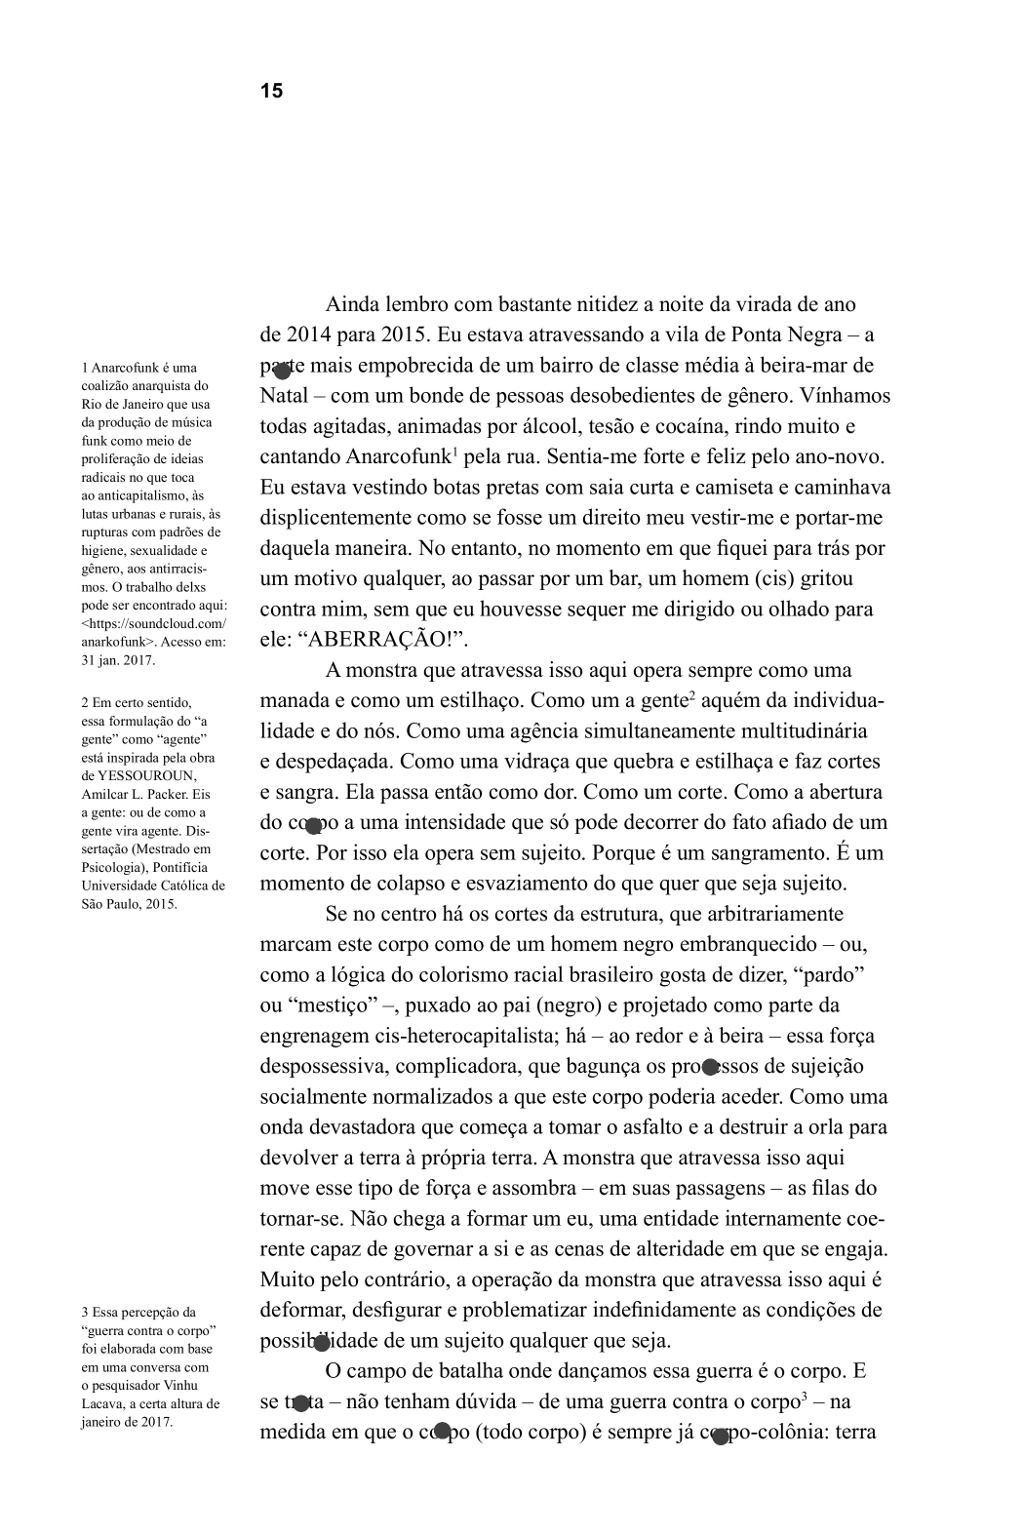 15
Ainda lembro com bastante nitidez a noite da virada de ano
de 2014 para 2015. Eu estava atravessando a vila de Ponta Negra – a
parte mais empobrecida de um bairro de classe média à beira-mar de
Natal – com um bonde de pessoas desobedientes de gênero. Vínhamos
todas agitadas, animadas por álcool, tesão e cocaína, rindo muito e
cantando Anarcofunk¹ pela rua. Sentia-me forte e feliz pelo ano-novo.
Eu estava vestindo botas pretas com saia curta e camiseta e caminhava
displicentemente como se fosse um direito meu vestir-me e portar-me
daquela maneira. No entanto, no momento em que fiquei para trás por
um motivo qualquer, ao passar por um bar, um homem (cis) gritou
contra mim, sem que eu houvesse sequer me dirigido ou olhado para
ele: “ABERRAÇÃO!”.
A monstra que atravessa isso aqui opera sempre como uma
manada e como um estilhaço. Como um a gente² aquém da individua-
lidade e do nós. Como uma agência simultaneamente multitudinária
e despedaçada. Como uma vidraça que quebra e estilhaça e faz cortes
e sangra. Ela passa então como dor. Como um corte. Como a abertura
do corpo a uma intensidade que só pode decorrer do fato afiado de um
corte. Por isso ela opera sem sujeito. Porque é um sangramento. É um
momento de colapso e esvaziamento do que quer que seja sujeito.
Se no centro há os cortes da estrutura, que arbitrariamente
marcam este corpo como de um homem negro embranquecido – ou,
como a lógica do colorismo racial brasileiro gosta de dizer, “pardo”
ou “mestiço” –, puxado ao pai (negro) e projetado como parte da
engrenagem cis-heterocapitalista; há – ao redor e à beira – essa força
despossessiva, complicadora, que bagunça os processos de sujeição
socialmente normalizados a que este corpo poderia aceder. Como uma
onda devastadora que começa a tomar o asfalto e a destruir a orla para
devolver a terra à própria terra. A monstra que atravessa isso aqui
move esse tipo de força e assombra – em suas passagens – as filas do
tornar-se. Não chega a formar um eu, uma entidade internamente coe-
rente capaz de governar a si e as cenas de alteridade em que se engaja.
Muito pelo contrário, a operação da monstra que atravessa isso aqui é
deformar, desfigurar e problematizar indefinidamente as condições de
possibilidade de um sujeito qualquer que seja.
O campo de batalha onde dançamos essa guerra é o corpo. E
se trata – não tenham dúvida – de uma guerra contra o corpo³ – na
medida em que o corpo (todo corpo) é sempre já corpo-colônia: terra
1 Anarcofunk é uma
coalizão anarquista do
Rio de Janeiro que usa
da produção de música
funk como meio de
proliferação de ideias
radicais no que toca
ao anticapitalismo, às
lutas urbanas e rurais, às
rupturas com padrões de
higiene, sexualidade e
gênero, aos antirracis-
mos. O trabalho delxs
pode ser encontrado aqui:
<https://soundcloud.com/
anarkofunk>. Acesso em:
31 jan. 2017.
2 Em certo sentido,
essa formulação do “a
gente” como “agente”
está inspirada pela obra
de YESSOUROUN,
Amilcar L. Packer. Eis
a gente: ou de como a
gente vira agente. Dis-
sertação (Mestrado em
Psicologia), Pontifícia
Universidade Católica de
São Paulo, 2015.
3 Essa percepção da
“guerra contra o corpo”
foi elaborada com base
em uma conversa com
o pesquisador Vinhu
Lacava, a certa altura de
janeiro de 2017.